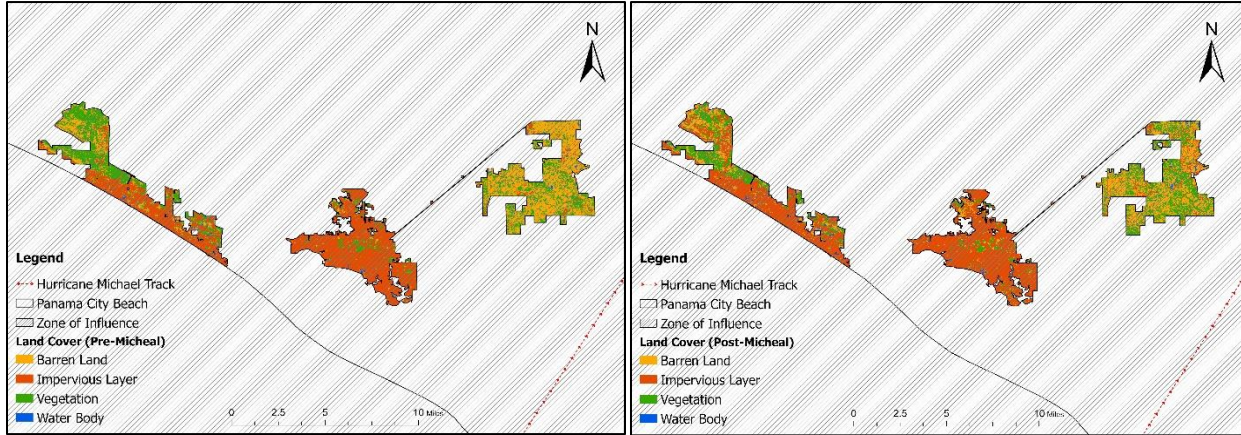 N
Legend
Hurricane Michael Track
Panama City Beach
Zone of Influence
Land Cover (Pre-Micheal)
Barren Land
Impervious Layer
Vegetation
Water Body
0 2.5 5 10 Miles
N
Legend
Hurricane Michael Track
Panama City Beach
Zone of Influence
Land Cover (Post-Micheal)
Barren Land
Impervious Layer
Vegetation
Water Body
0 2.5 5 10 Miles